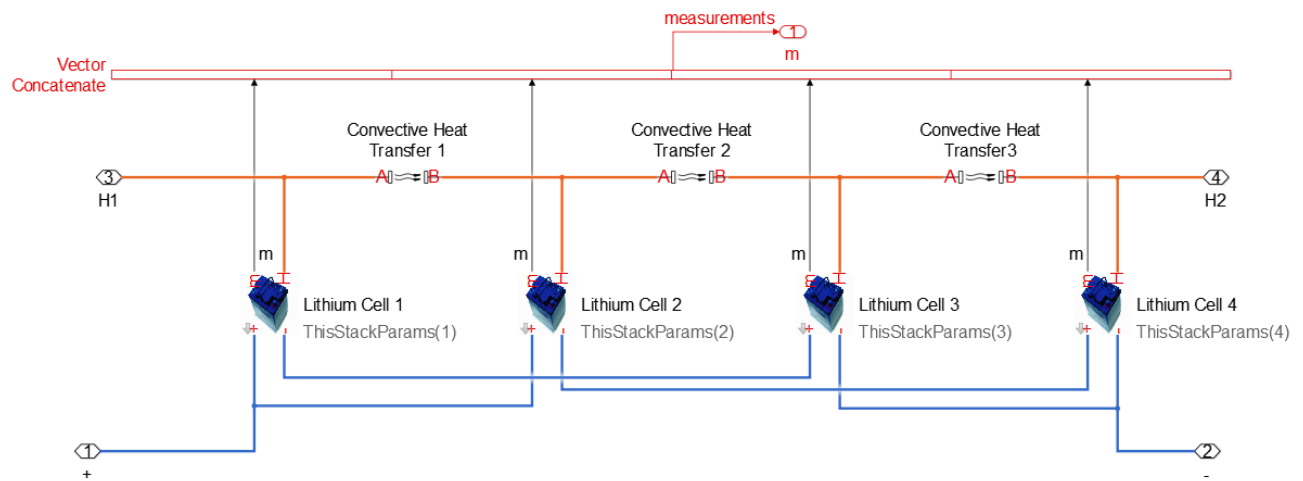 measurements
1
m
Vector
Concatenate
Convective Heat
Transfer 1
Convective Heat
Transfer 2
Convective Heat
Transfer3
3
A
B
A
B
A
B
4
H1
H2
m
m
m
m
m
H
m
H
m
H
m
H
Lithium Cell 1
Lithium Cell 2
Lithium Cell 3
Lithium Cell 4
+
-
ThisStackParams(1)
+
-
ThisStackParams(2)
+
-
ThisStackParams(3)
+
-
ThisStackParams(4)
1
2
+
-